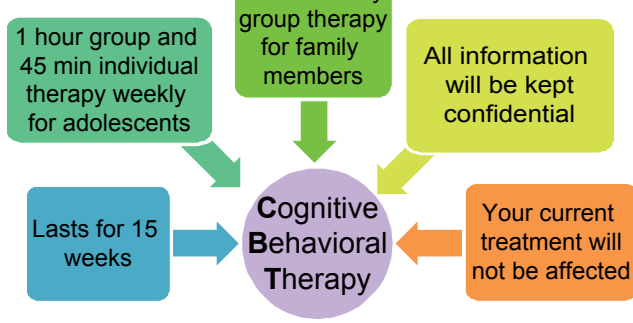 1 hour group and
45 min individual
therapy weekly
for adolescents
group therapy
for family
members
All information
will be kept
confidential
Lasts for 15
weeks
Cognitive
Behavioral
Therapy
Your current
treatment will
not be affected